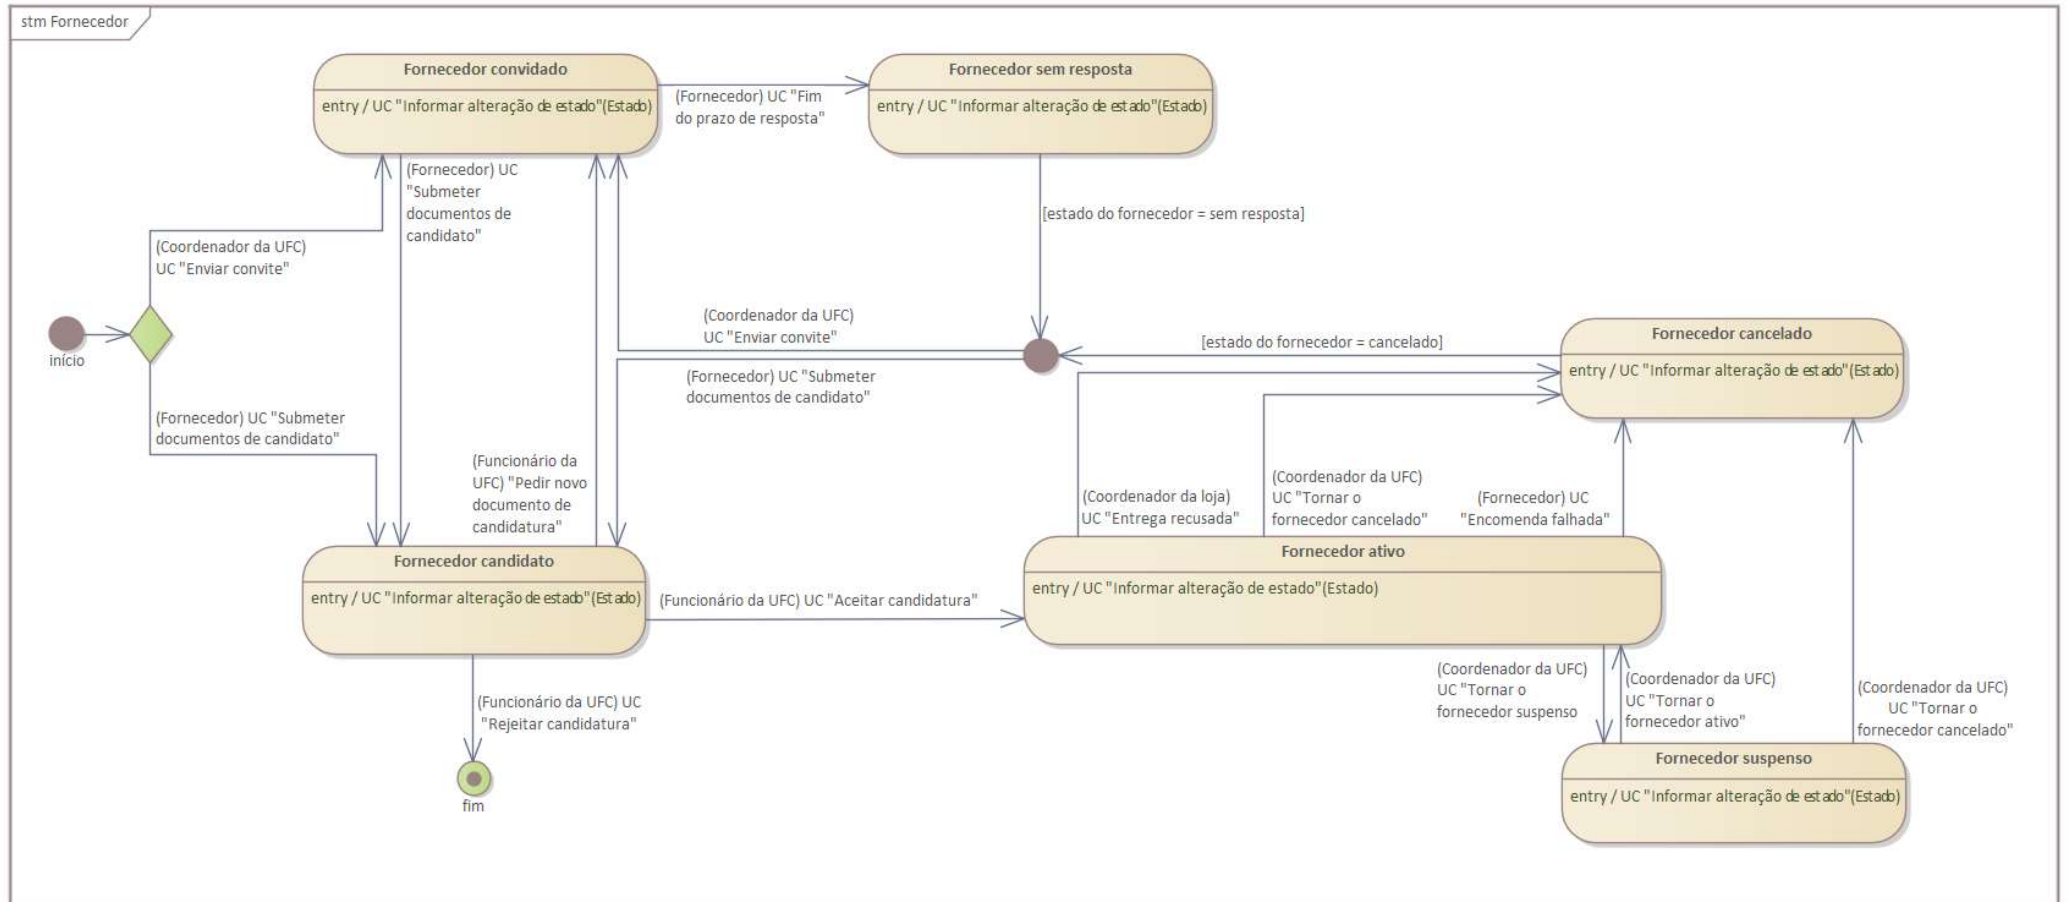 stm Fornecedor
Fornecedor convidado
entry / UC "Informar alteração de estado"(Estado)
(Fornecedor) UC "Fim
do prazo de resposta"
Fornecedor sem resposta
entry / UC "Informar alteração de estado"(Estado)
(Fornecedor) UC
"Submeter
documentos de
candidato"
[estado do fornecedor = sem resposta]
(Coordenador da UFC)
UC "Enviar convite"
início
(Coordenador da UFC)
UC "Enviar convite"
[estado do fornecedor = cancelado]
Fornecedor cancelado
entry / UC "Informar alteração de estado"(Estado)
(Fornecedor) UC "Submeter
documentos de candidato"
(Fornecedor) UC "Submeter
documentos de candidato"
(Funcionário da
UFC) "Pedir novo
documento de
candidatura"
(Coordenador da loja)
UC "Entrega recusada"
(Coordenador da UFC)
UC "Tornar o
fornecedor cancelado"
(Fornecedor) UC
"Encomenda falhada"
Fornecedor candidato
entry / UC "Informar alteração de estado"(Estado)
(Funcionário da UFC) UC "Aceitar candidatura"
Fornecedor ativo
entry / UC "Informar alteração de estado"(Estado)
(Funcionário da UFC) UC
"Rejeitar candidatura"
fim
(Coordenador da UFC)
UC "Tornar o
fornecedor suspenso
(Coordenador da UFC)
UC "Tornar o
fornecedor ativo"
(Coordenador da UFC)
UC "Tornar o
fornecedor cancelado"
Fornecedor suspenso
entry / UC "Informar alteração de estado"(Estado)